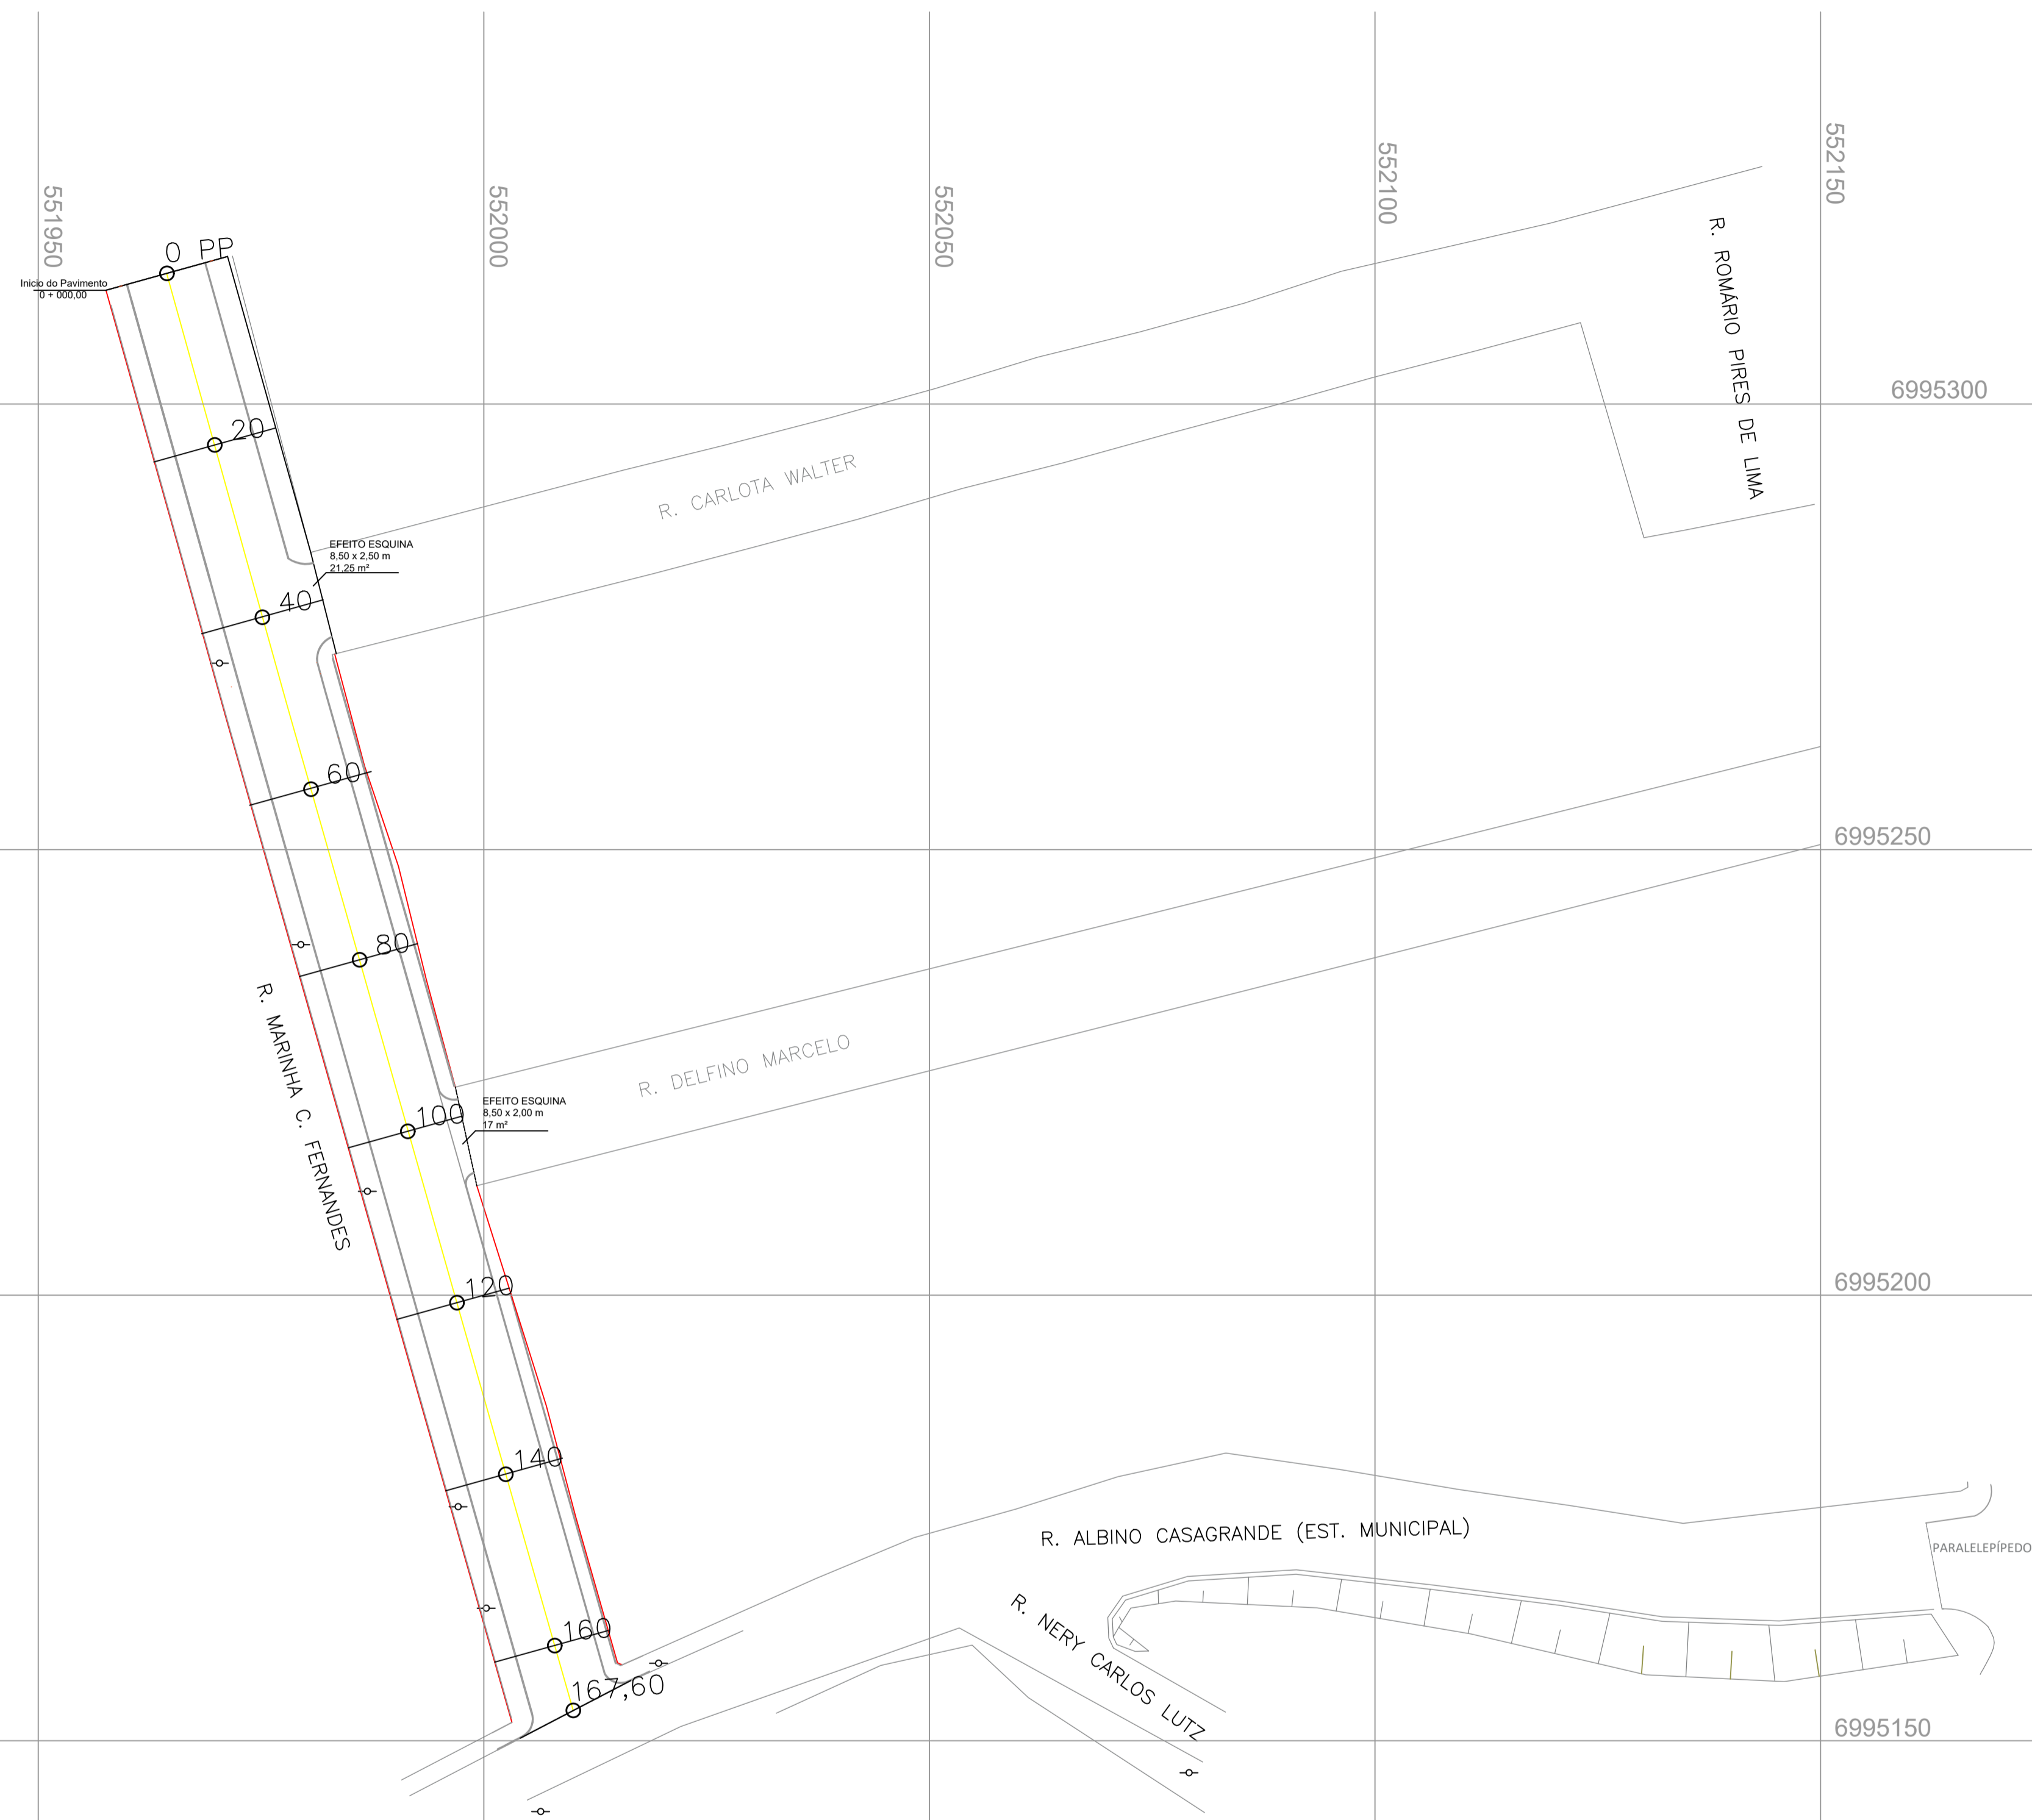 552150
552100
551950
552000
552050
R. ROMÁRIO PIRES DE LIMA
0 PP
Inicio do Pavimento
0 + 000,00
6995300
20
R. CARLOTA WALTER
EFEITO ESQUINA
8,50 x 2,50 m
21,25 m²
40
60
6995250
80
R. MARINHA C. FERNANDES
R. DELFINO MARCELO
EFEITO ESQUINA
8,50 x 2,00 m
17 m²
100
120
6995200
140
R. ALBINO CASAGRANDE (EST. MUNICIPAL)
PARALELEPÍPEDO
R. NERY CARLOS LUTZ
160
167,60
6995150